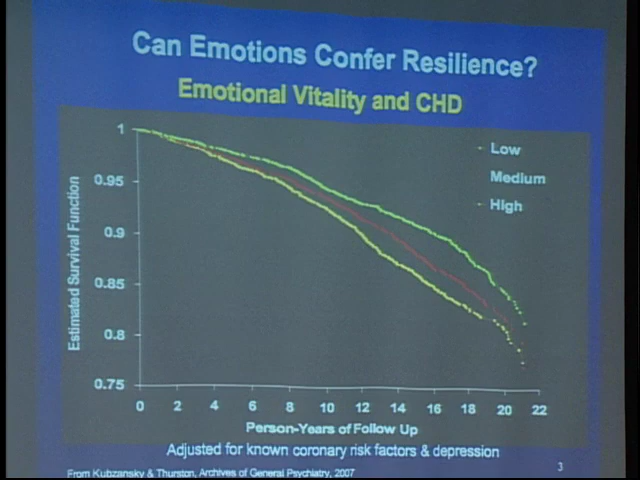 Can Emotions Confer Resilience?
Emotional Vitality and CHD
1
0.95
0.9
0.85
0.8
0.75
Estimated Survival Function
Low
Medium
High
0 2 4 6 8 10 12 14 16 18 20 22
Person-Years of Follow Up
Adjusted for known coronary risk factors & depression
From Kubzansky & Thurston, Archives of General Psychiatry, 2007
3